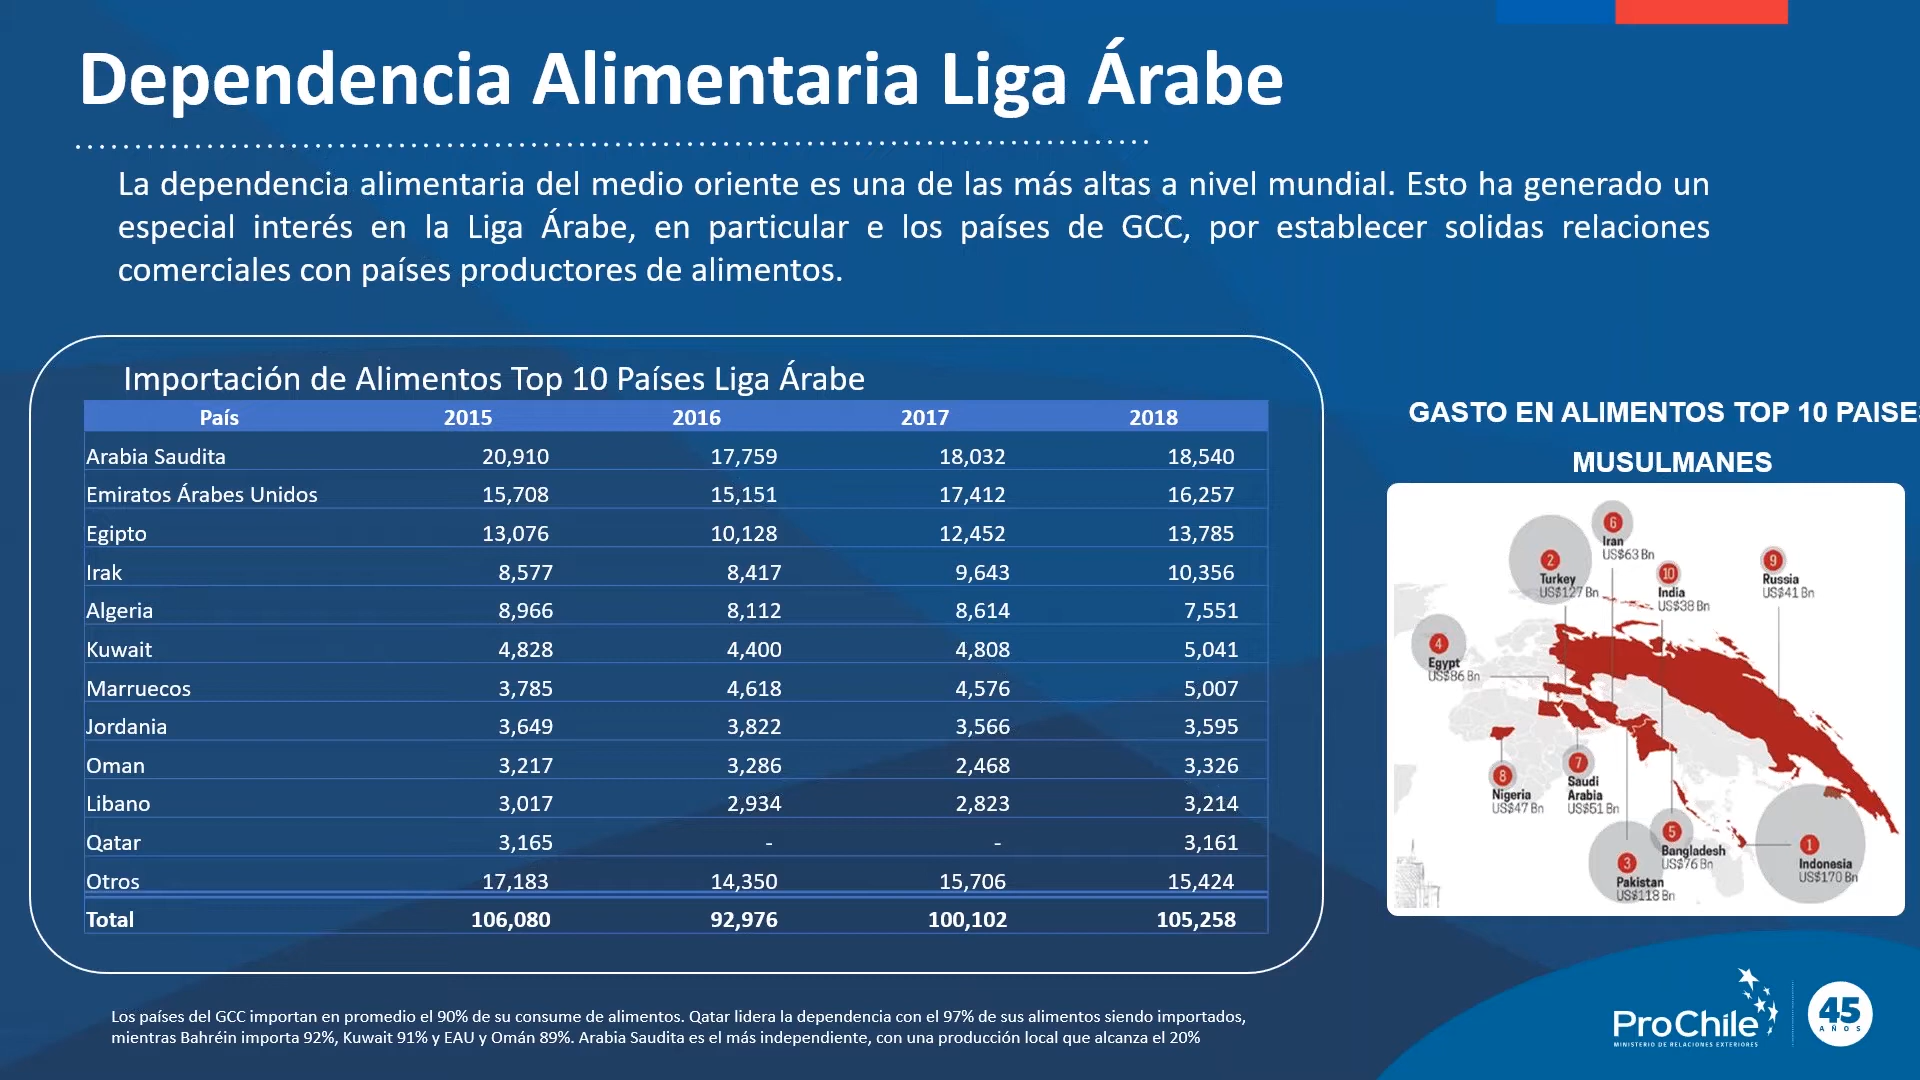 Dependencia Alimentaria Liga Árabe
La dependencia alimentaria del medio oriente es una de las más altas a nivel mundial. Esto ha generado un
especial interés en la Liga Árabe, en particular e los países de GCC, por establecer solidas relaciones
comerciales con países productores de alimentos.
Importación de Alimentos Top 10 Países Liga Árabe
País 2015 2016 2017 2018
Arabia Saudita 20,910 17,759 18,032 18,540
Emiratos Árabes Unidos 15,708 15,151 17,412 16,257
Egipto 13,076 10,128 12,452 13,785
Irak 8,577 8,417 9,643 10,356
Algeria 8,966 8,112 8,614 7,551
Kuwait 4,828 4,400 4,808 5,041
Marruecos 3,785 4,618 4,576 5,007
Jordania 3,649 3,822 3,566 3,595
Oman 3,217 3,286 2,468 3,326
Libano 3,017 2,934 2,823 3,214
Qatar 3,165 - - 3,161
Otros 17,183 14,350 15,706 15,424
Total 106,080 92,976 100,102 105,258
GASTO EN ALIMENTOS TOP 10 PAISES
MUSULMANES
6
Iran
US$63 Bn
2
Turkey
US$127 Bn
10
India
US$38 Bn
9
Russia
US$41 Bn
4
Egypt
US$86 Bn
8
Nigeria
US$47 Bn
7
Saudi
Arabia
US$51 Bn
3
Pakistan
US$118 Bn
5
Bangladesh
US$76 Bn
1
Indonesia
US$170 Bn
Los países del GCC importan en promedio el 90% de su consume de alimentos. Qatar lidera la dependencia con el 97% de sus alimentos siendo importados,
mientras Bahréin importa 92%, Kuwait 91% y EAU y Omán 89%. Arabia Saudita es el más independiente, con una producción local que alcanza el 20%
ProChile
MINISTERIO DE RELACIONES EXTERIORES
45
AÑOS